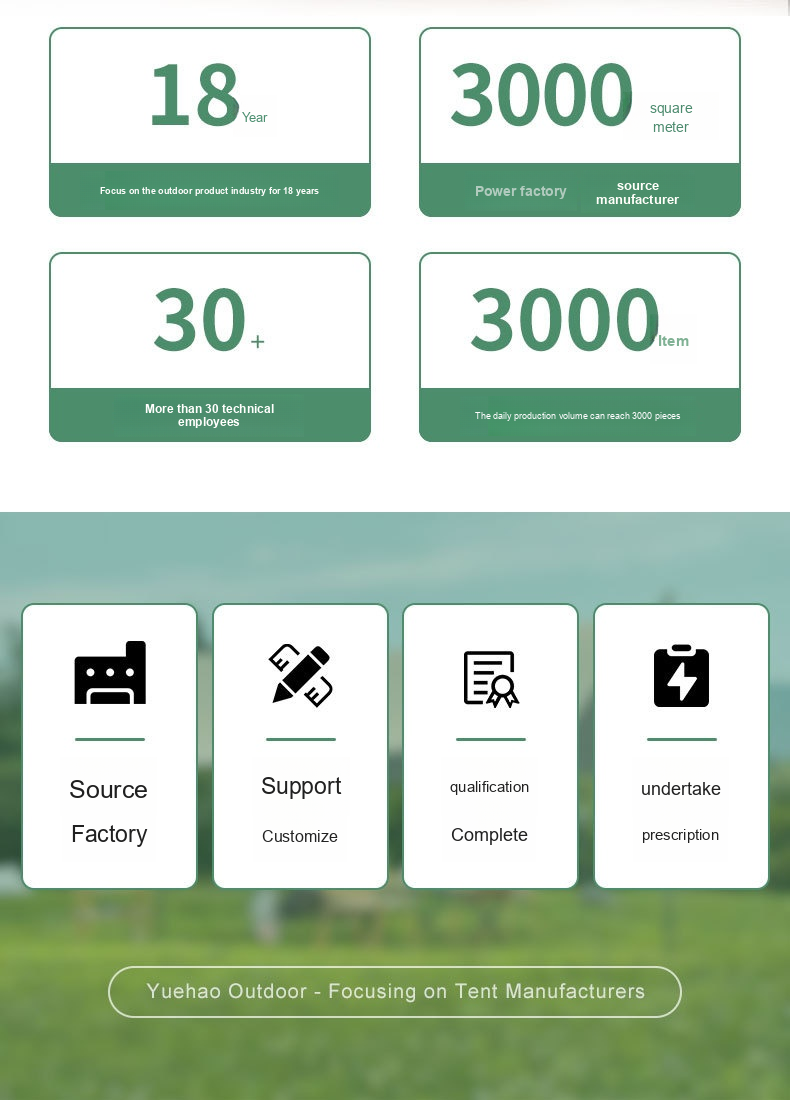 18 Year
Focus on the outdoor product industry for 18 years
3000 square
meter
Power factory source
manufacturer
30 +
More than 30 technical
employees
3000 Item
The daily production volume can reach 3000 pieces
Source
Factory
Support
Customize
qualification
Complete
undertake
prescription
Yuehao Outdoor - Focusing on Tent Manufacturers